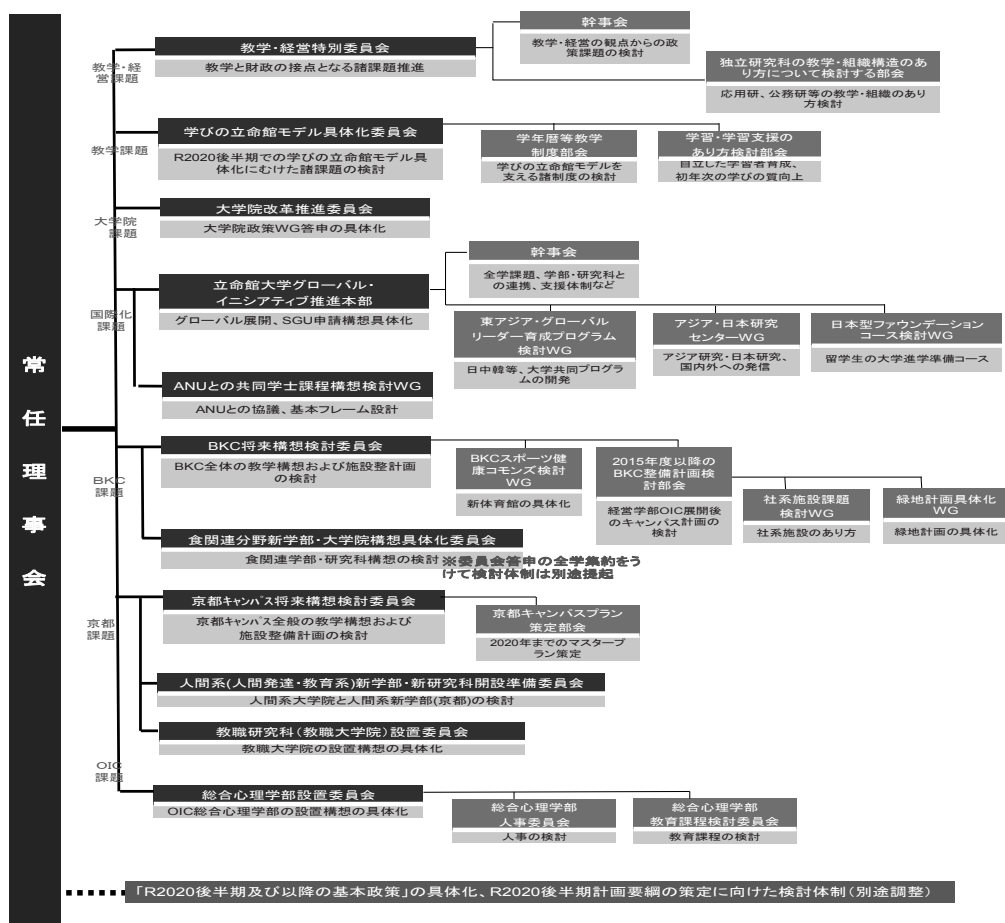 常任理事会
教学・経
営課題
教学・経営特別委員会
教学と財政の接点となる諸課題推進
幹事会
教学・経営の観点からの政
策課題の検討
独立研究科の教学・組織構造のあ
り方について検討する部会
応用研、公務研等の教学・組織のあり
方検討
教学課題
学びの立命館モデル具体化委員会
R2020後半期での学びの立命館モデル具
体化にむけた諸課題の検討
学年暦等教学
制度部会
学びの立命館モデルを
支える諸制度の検討
学習・学習支援の
あり方検討部会
自立した学習者育成、
初年次の学びの質向上
大学院
課題
大学院改革推進委員会
大学院政策WG答申の具体化
国際化
課題
立命館大学グローバル・
イニシアティブ推進本部
グローバル展開、SGU申請構想具体化
幹事会
全学課題、学部・研究科と
の連携、支援体制など
東アジア・グローバル
リーダー育成プログラム
検討WG
日中韓等、大学共同プログラ
ムの開発
アジア・日本研究
センターWG
アジア研究・日本研究、
国内外への発信
日本型ファウンデーション
コース検討WG
留学生の大学進学準備コース
ANUとの共同学士課程構想検討WG
ANUとの協議、基本フレーム設計
BKC
課題
BKC将来構想検討委員会
BKC全体の教学構想および施設整計画
の検討
BKCスポーツ健
康コモンズ検討
WG
新体育館の具体化
2015年度以降の
BKC整備計画検
討部会
経営学部OIC展開後
のキャンパス計画の
検討
社系施設課題
検討WG
社系施設のあり方
緑地計画具体化
WG
緑地計画の具体化
食関連分野新学部・大学院構想具体化委員会
食関連学部・研究科構想の検討
※委員会答申の全学集約をう
けて検討体制は別途提起
京都
課題
京都キャンパス将来構想検討委員会
京都キャンパス全般の教学構想および
施設整備計画の検討
京都キャンパスプラン
策定部会
2020年までのマスタープ
ラン策定
人間系(人間発達・教育系)新学部・新研究科開設準備委員会
人間系大学院と人間系新学部(京都)の検討
教職研究科(教職大学院)設置委員会
教職大学院の設置構想の具体化
OIC
課題
総合心理学部設置委員会
OIC総合心理学部の設置構想の具体化
総合心理学部
人事委員会
人事の検討
総合心理学部
教育課程検討委員会
教育課程の検討
「R2020後半期及び以降の基本政策」の具体化、R2020後半期計画要綱の策定に向けた検討体制(別途調整)